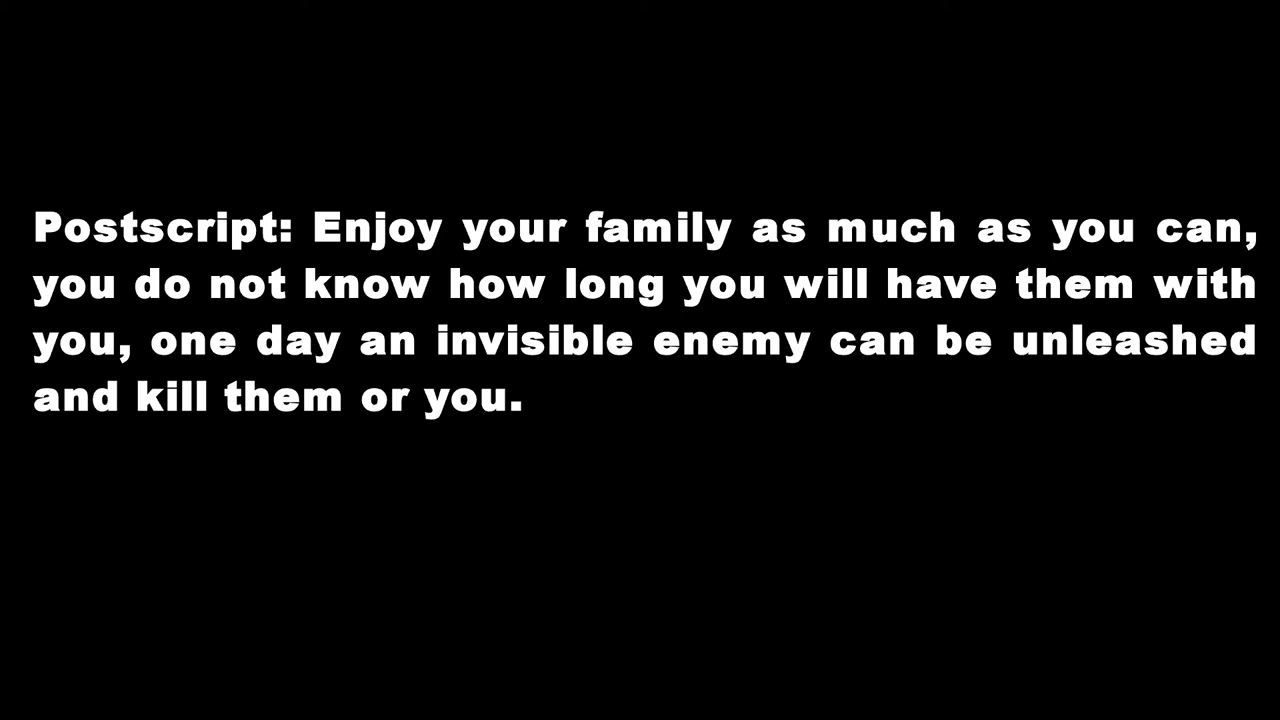 Postscript: Enjoy your family as much as you can,
you do not know how long you will have them with
you, one day an invisible enemy can be unleashed
and kill them or you.